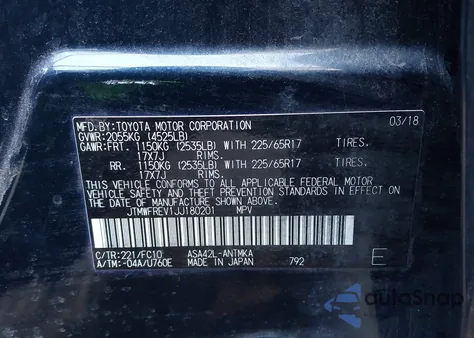 MFD.BY:TOYOTA MOTOR CORPORATION 03/18
GVWR:2055KG (4525LB)
GAWR:FRT. 1150KG (2535LB) WITH 225/65R17 TIRES.
17X7J RIMS.
RR. 1150KG (2535LB) WITH 225/65R17 TIRES.
17X7J RIMS.
THIS VEHICLE CONFORMS TO ALL APPLICABLE FEDERAL MOTOR
VEHICLE SAFETY AND THEFT PREVENTION STANDARDS IN EFFECT
ON THE DATE OF MANUFACTURE SHOWN ABOVE.
JTMWFREV1JJ180201 MPV
C/TR:221/FC10 ASA42L-ANTMKA
A/TM:-04A/U760E MADE IN JAPAN 792 E
autoSnap